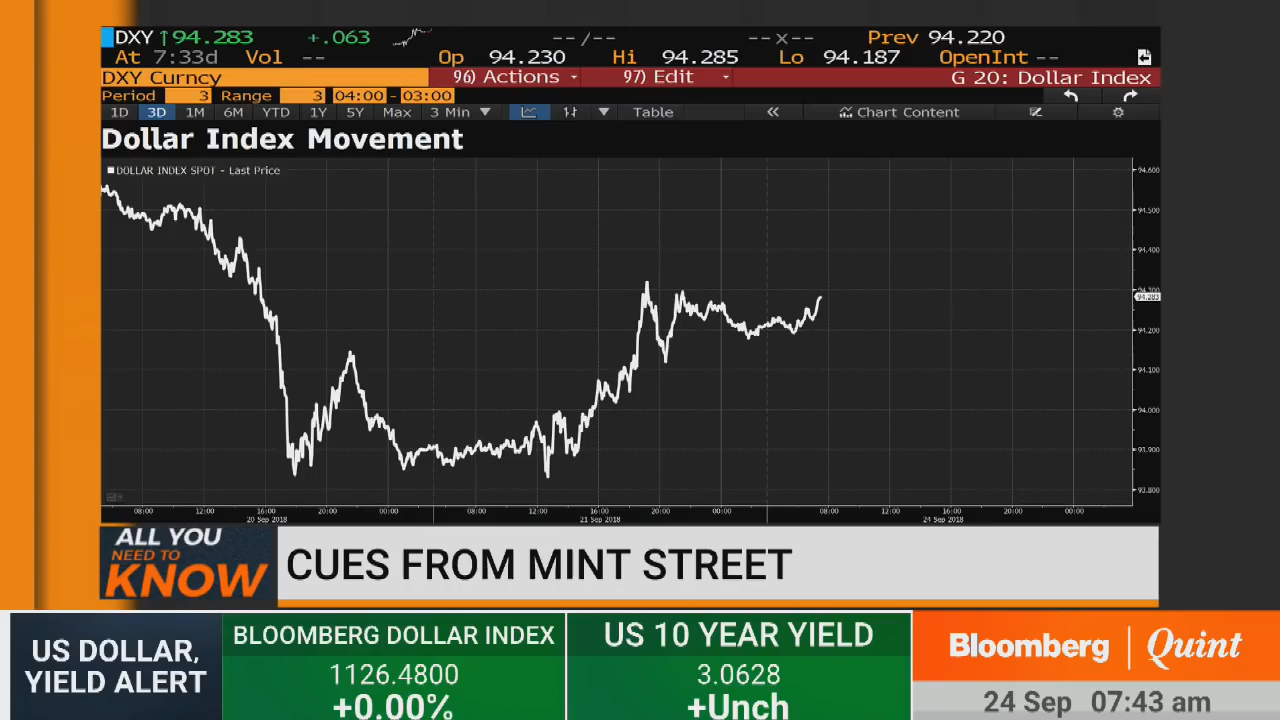 DXY ↑94.283 +.063 --/-- --x-- Prev 94.220
At 7:33d Vol -- Op 94.230 Hi 94.285 Lo 94.187 OpenInt --
DXY Curncy 96) Actions 97) Edit G 20: Dollar Index
Period 3 Range 3 04:00 - 03:00
1D 3D 1M 6M YTD 1Y 5Y Max 3 Min Table « Chart Content
Dollar Index Movement
DOLLAR INDEX SPOT - Last Price
94.600
94.500
94.400
94.300
94.283
94.200
94.100
94.000
93.900
93.800
08:00 12:00 16:00 20:00 00:00 08:00 12:00 16:00 20:00 00:00 08:00 12:00 16:00 20:00 00:00
20 Sep 2018 21 Sep 2018 24 Sep 2018
ALL YOU
NEED TO
KNOW
CUES FROM MINT STREET
US DOLLAR,
YIELD ALERT
BLOOMBERG DOLLAR INDEX
1126.4800
+0.00%
US 10 YEAR YIELD
3.0628
+Unch
Bloomberg | Quint
24 Sep 07:43 am